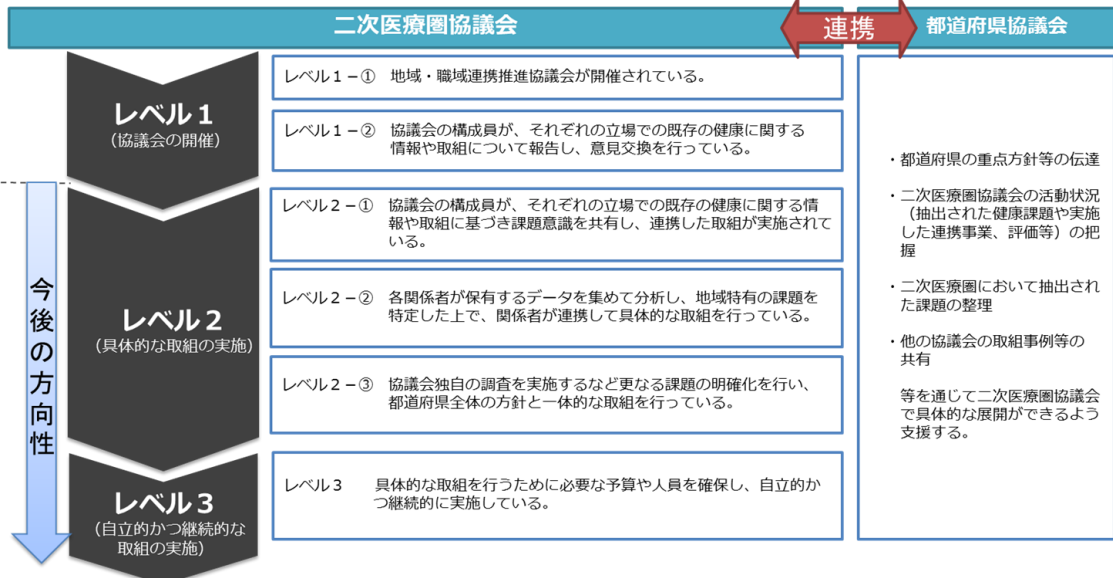 二次医療圏協議会
連携
都道府県協議会
レベル1
（協議会の開催）
レベル１－① 地域・職域連携推進協議会が開催されている。
レベル１－② 協議会の構成員が、それぞれの立場での既存の健康に関する
情報や取組について報告し、意見交換を行っている。
今後の方向性
レベル2
（具体的な取組の実施）
レベル２－① 協議会の構成員が、それぞれの立場での既存の健康に関する情
報や取組に基づき課題意識を共有し、連携した取組が実施されて
いる。
レベル２－② 各関係者が保有するデータを集めて分析し、地域特有の課題を
特定した上で、関係者が連携して具体的な取組を行っている。
レベル２－③ 協議会独自の調査を実施するなど更なる課題の明確化を行い、
都道府県全体の方針と一体的な取組を行っている。
レベル3
（自立的かつ継続的な
取組の実施）
レベル３ 具体的な取組を行うために必要な予算や人員を確保し、自立的か
つ継続的に実施している。
・都道府県の重点方針等の伝達
・二次医療圏協議会の活動状況
（抽出された健康課題や実施
した連携事業、評価等）の把
握
・二次医療圏において抽出され
た課題の整理
・他の協議会の取組事例等の
共有
等を通じて二次医療圏協議会
で具体的な展開ができるよう
支援する。